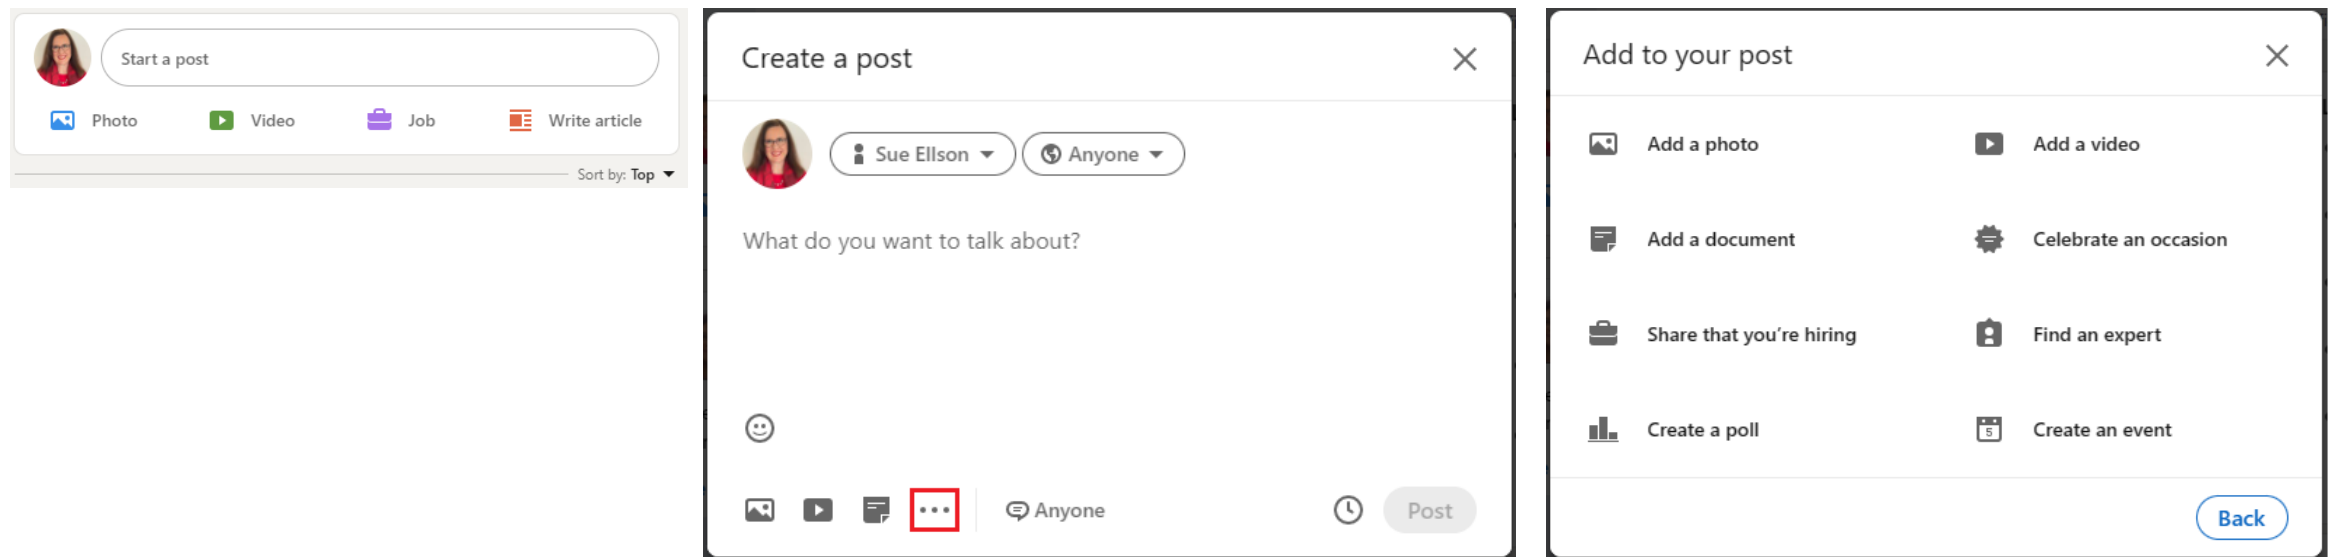 Start a post
Photo
Video
Job
Write article
Sort by: Top
Create a post
Sue Ellson
Anyone
What do you want to talk about?
Anyone
Post
Add to your post
Add a photo
Add a video
Add a document
Celebrate an occasion
Share that you’re hiring
Find an expert
Create a poll
5
Create an event
Back